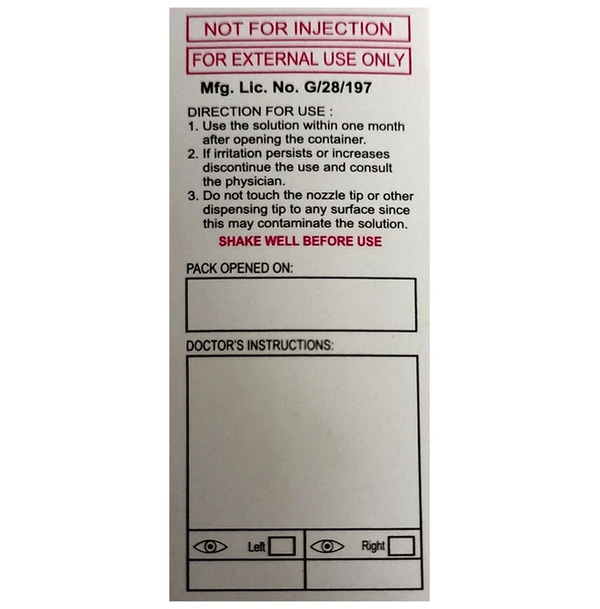 NOT FOR INJECTION
FOR EXTERNAL USE ONLY
Mfg. Lic. No. G/28/197
DIRECTION FOR USE :
1. Use the solution within one month
after opening the container.
2. If irritation persists or increases
discontinue the use and consult
the physician.
3. Do not touch the nozzle tip or other
dispensing tip to any surface since
this may contaminate the solution.
SHAKE WELL BEFORE USE
PACK OPENED ON:
DOCTOR'S INSTRUCTIONS:
Left Right